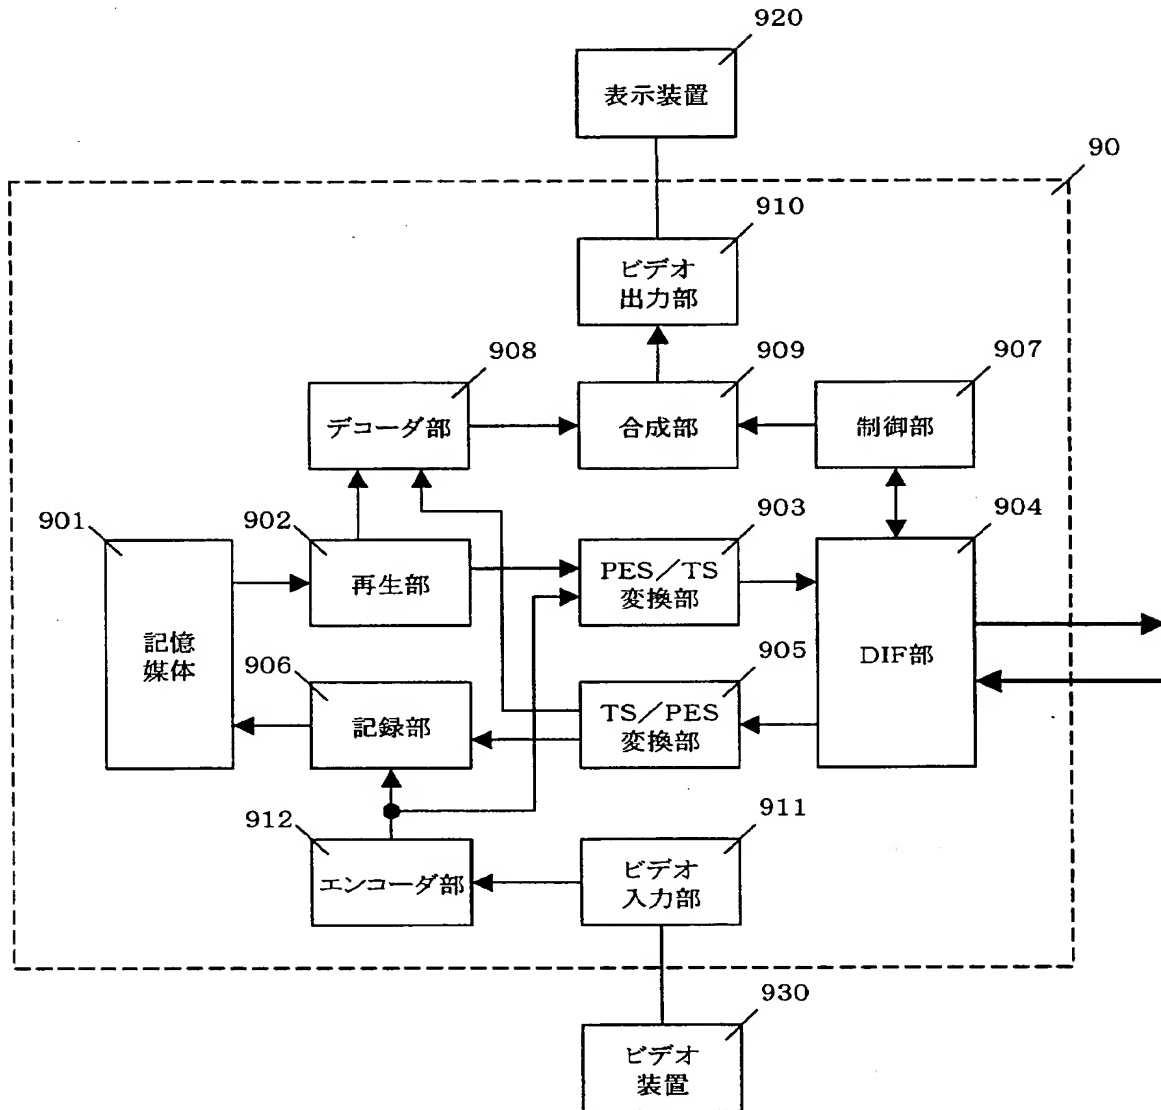 920
表示装置
90
910
ビデオ
出力部
908
909
907
デコーダ部
合成部
制御部
901
902
903
904
再生部
PES/TS
変換部
記憶
媒体
DIF部
906
905
記録部
TS/PES
変換部
912
911
エンコーダ部
ビデオ
入力部
930
ビデオ
装置